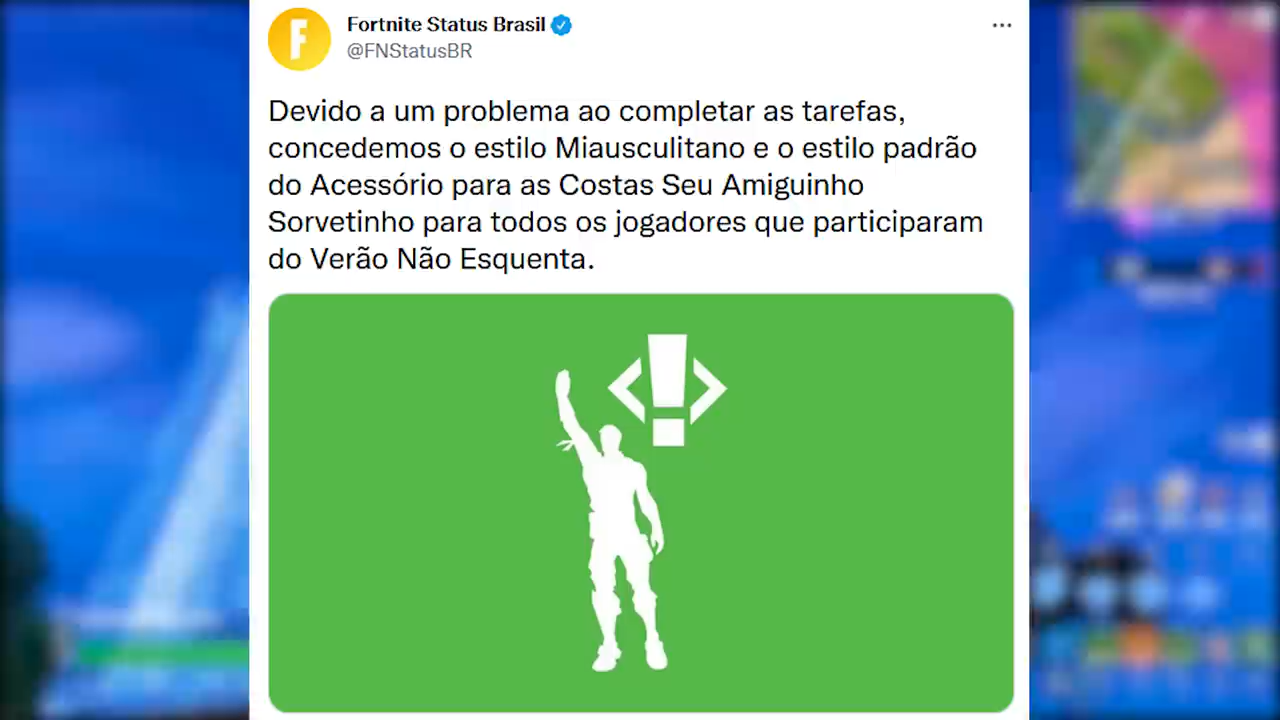 Fortnite Status Brasil
@FNStatusBR
Devido a um problema ao completar as tarefas,
concedemos o estilo Miausculitano e o estilo padrão
do Acessório para as Costas Seu Amiguinho
Sorvetinho para todos os jogadores que participaram
do Verão Não Esquenta.